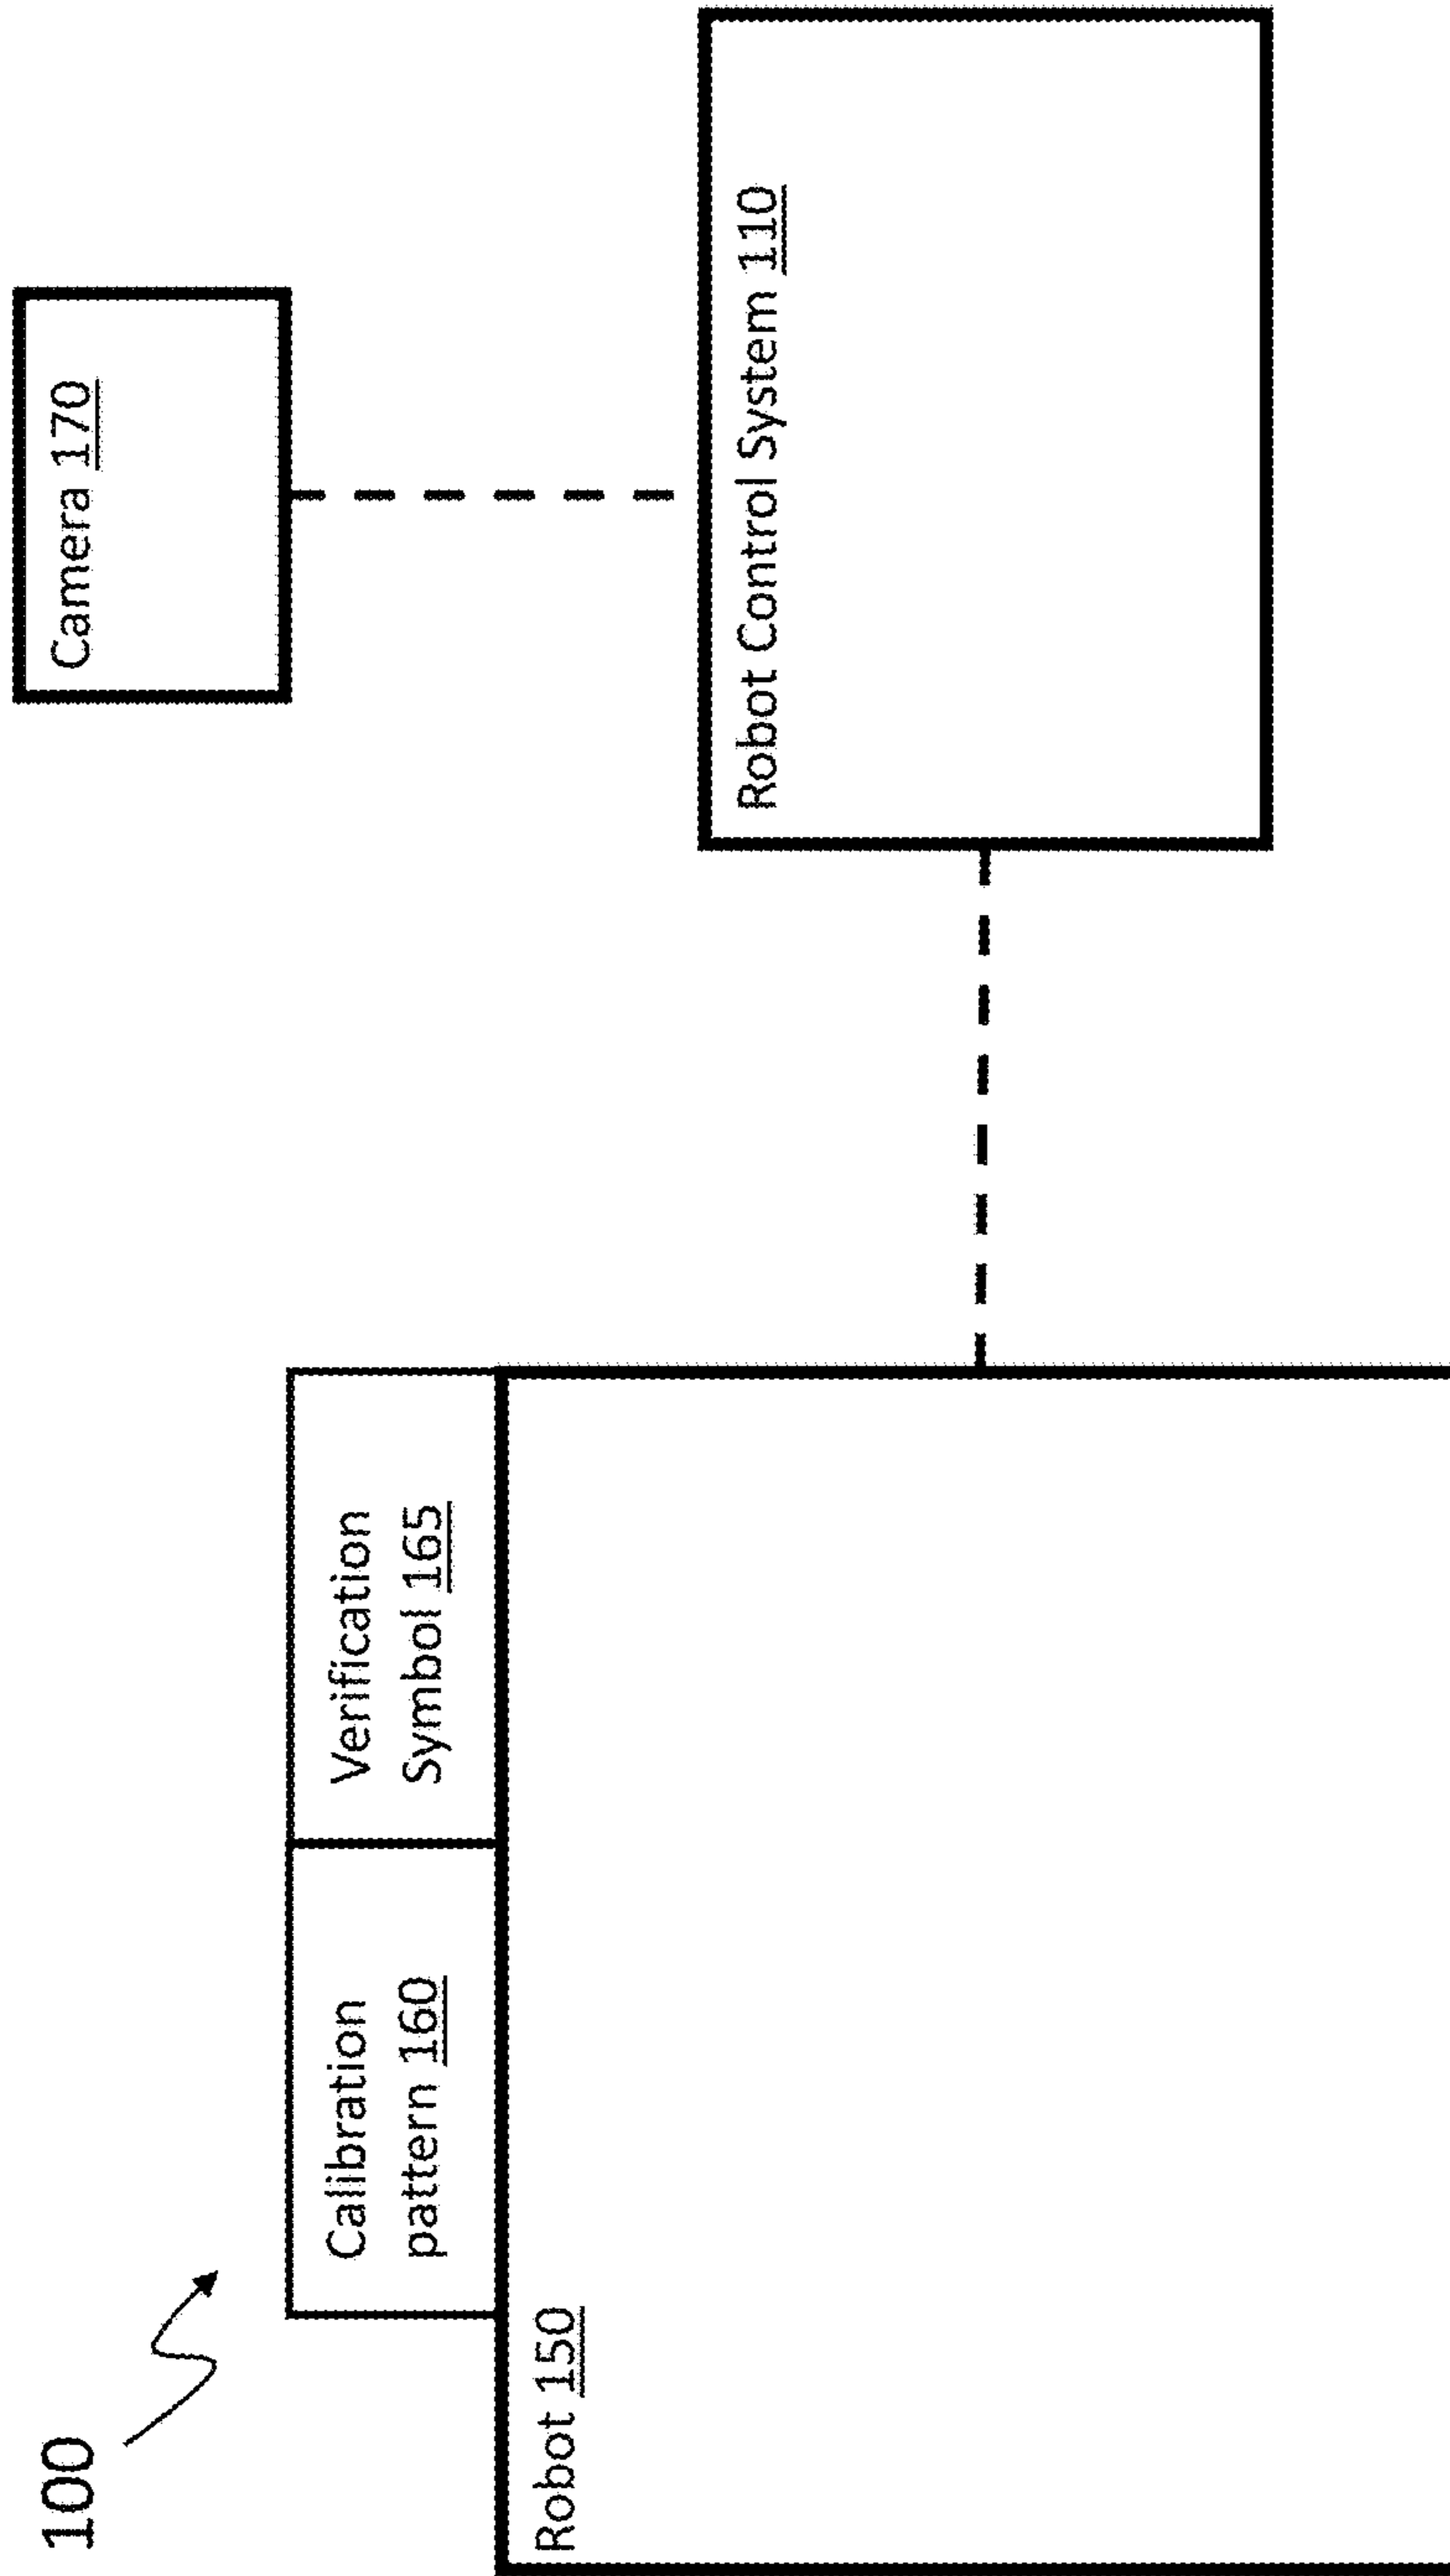 100
Camera 170
Calibration
pattern 160
Verification
Symbol 165
Robot 150
Robot Control System 110